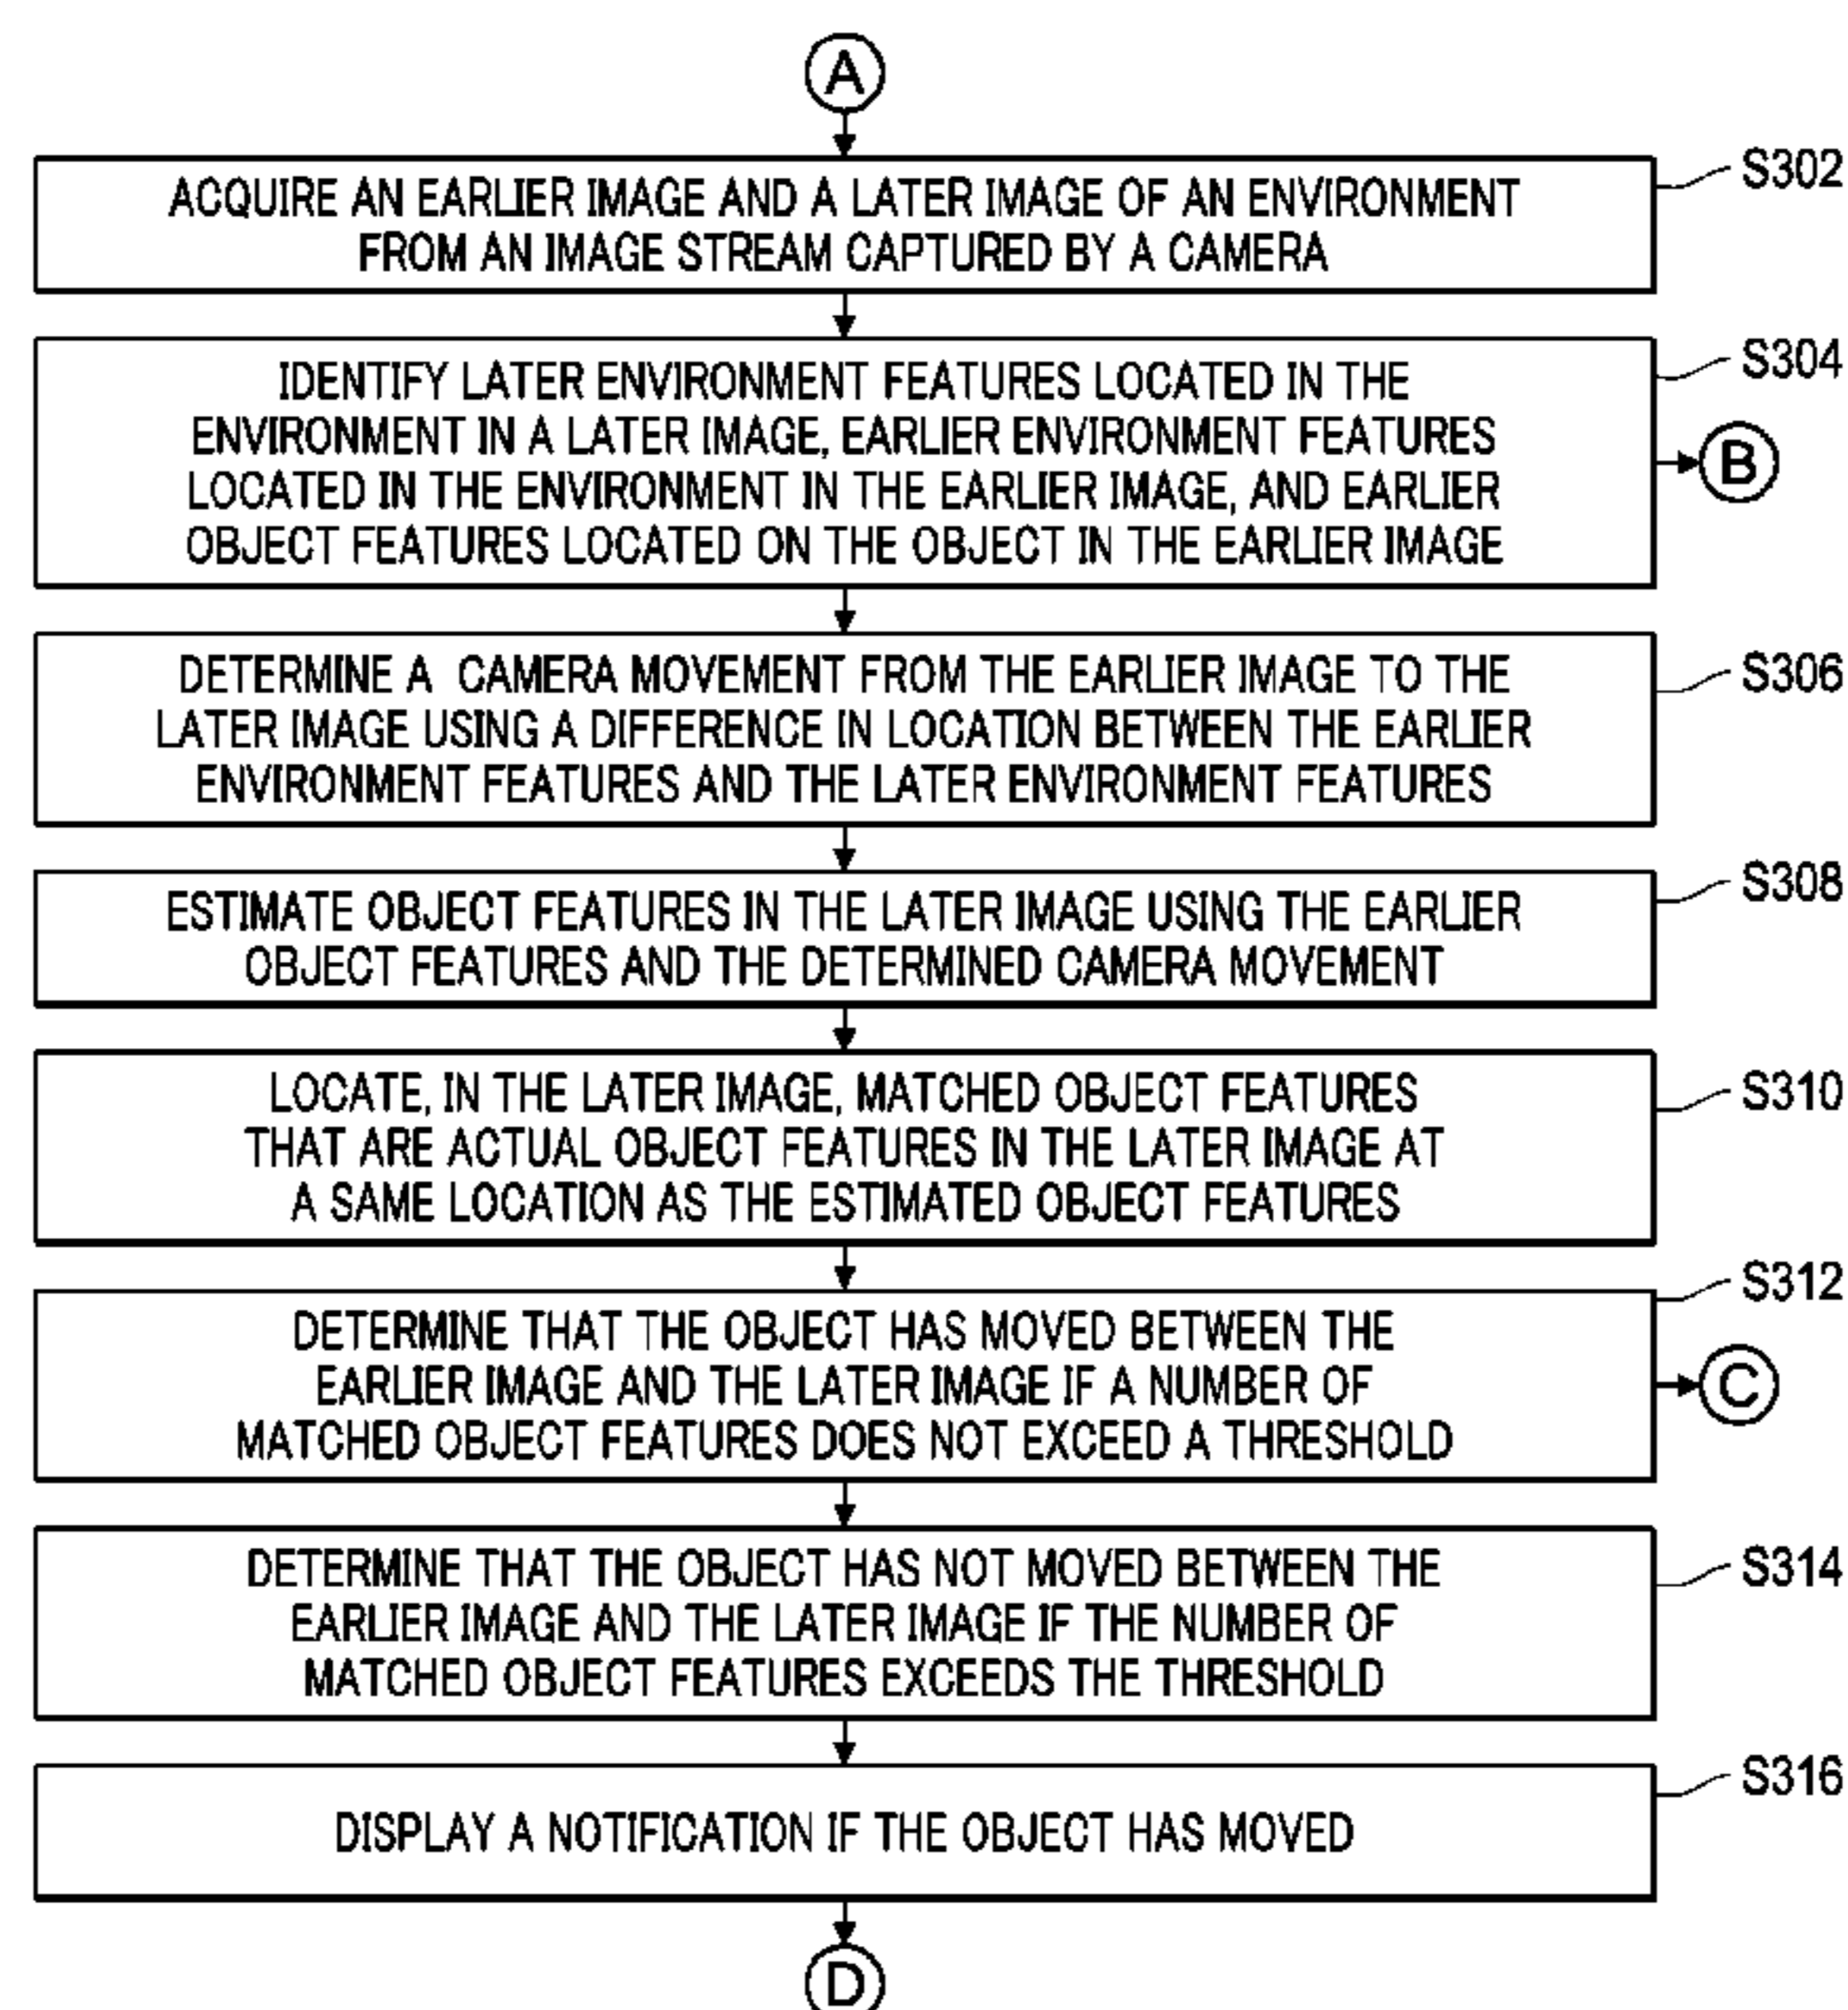 A
S302
ACQUIRE AN EARLIER IMAGE AND A LATER IMAGE OF AN ENVIRONMENT
FROM AN IMAGE STREAM CAPTURED BY A CAMERA
S304
IDENTIFY LATER ENVIRONMENT FEATURES LOCATED IN THE
ENVIRONMENT IN A LATER IMAGE, EARLIER ENVIRONMENT FEATURES
LOCATED IN THE ENVIRONMENT IN THE EARLIER IMAGE, AND EARLIER
OBJECT FEATURES LOCATED ON THE OBJECT IN THE EARLIER IMAGE
B
S306
DETERMINE A CAMERA MOVEMENT FROM THE EARLIER IMAGE TO THE
LATER IMAGE USING A DIFFERENCE IN LOCATION BETWEEN THE EARLIER
ENVIRONMENT FEATURES AND THE LATER ENVIRONMENT FEATURES
S308
ESTIMATE OBJECT FEATURES IN THE LATER IMAGE USING THE EARLIER
OBJECT FEATURES AND THE DETERMINED CAMERA MOVEMENT
S310
LOCATE, IN THE LATER IMAGE, MATCHED OBJECT FEATURES
THAT ARE ACTUAL OBJECT FEATURES IN THE LATER IMAGE AT
A SAME LOCATION AS THE ESTIMATED OBJECT FEATURES
S312
DETERMINE THAT THE OBJECT HAS MOVED BETWEEN THE
EARLIER IMAGE AND THE LATER IMAGE IF A NUMBER OF
MATCHED OBJECT FEATURES DOES NOT EXCEED A THRESHOLD
C
S314
DETERMINE THAT THE OBJECT HAS NOT MOVED BETWEEN THE
EARLIER IMAGE AND THE LATER IMAGE IF THE NUMBER OF
MATCHED OBJECT FEATURES EXCEEDS THE THRESHOLD
S316
DISPLAY A NOTIFICATION IF THE OBJECT HAS MOVED
D